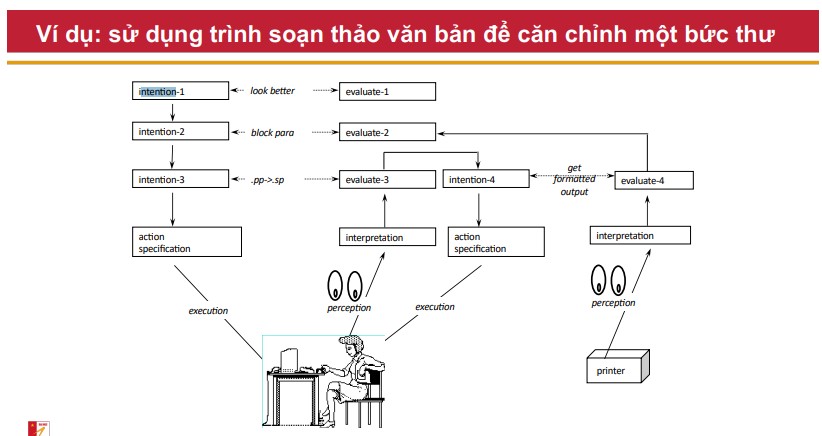 Ví dụ: sử dụng trình soạn thảo văn bản để căn chỉnh một bức thư
intention-1
look better
evaluate-1
intention-2
block para
evaluate-2
intention-3
.pp->.sp
evaluate-3
intention-4
get
formatted
output
evaluate-4
action
specification
interpretation
action
specification
interpretation
execution
perception
execution
perception
printer